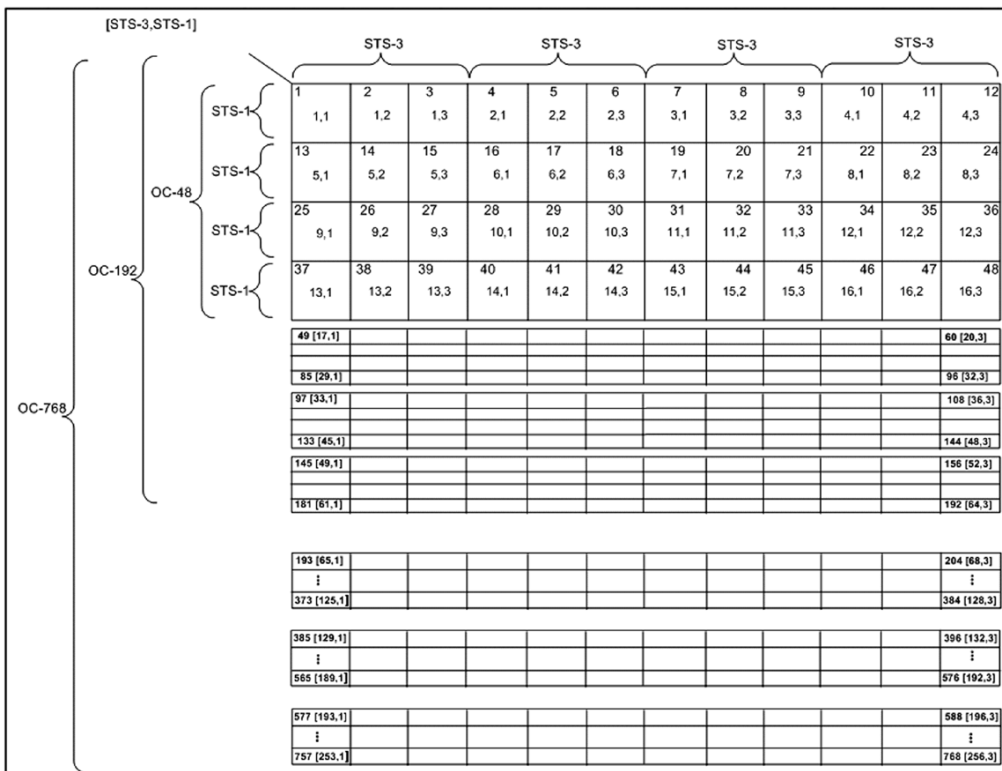 [STS-3,STS-1]
STS-3 STS-3 STS-3 STS-3
1 2 3 4 5 6 7 8 9 10 11 12
STS-1 1,1 1,2 1,3 2,1 2,2 2,3 3,1 3,2 3,3 4,1 4,2 4,3
13 14 15 16 17 18 19 20 21 22 23 24
STS-1 5,1 5,2 5,3 6,1 6,2 6,3 7,1 7,2 7,3 8,1 8,2 8,3
OC-48
25 26 27 28 29 30 31 32 33 34 35 36
STS-1 9,1 9,2 9,3 10,1 10,2 10,3 11,1 11,2 11,3 12,1 12,2 12,3
OC-192
37 38 39 40 41 42 43 44 45 46 47 48
STS-1 13,1 13,2 13,3 14,1 14,2 14,3 15,1 15,2 15,3 16,1 16,2 16,3
49 [17,1] 60 [20,3]
85 [29,1] 96 [32,3]
97 [33,1] 108 [36,3]
OC-768
133 [45,1] 144 [48,3]
145 [49,1] 156 [52,3]
181 [61,1] 192 [64,3]
193 [65,1] 204 [68,3]
⋮ ⋮
373 [125,1] 384 [128,3]
385 [129,1] 396 [132,3]
⋮ ⋮
565 [189,1] 576 [192,3]
577 [193,1] 588 [196,3]
⋮ ⋮
757 [253,1] 768 [256,3]